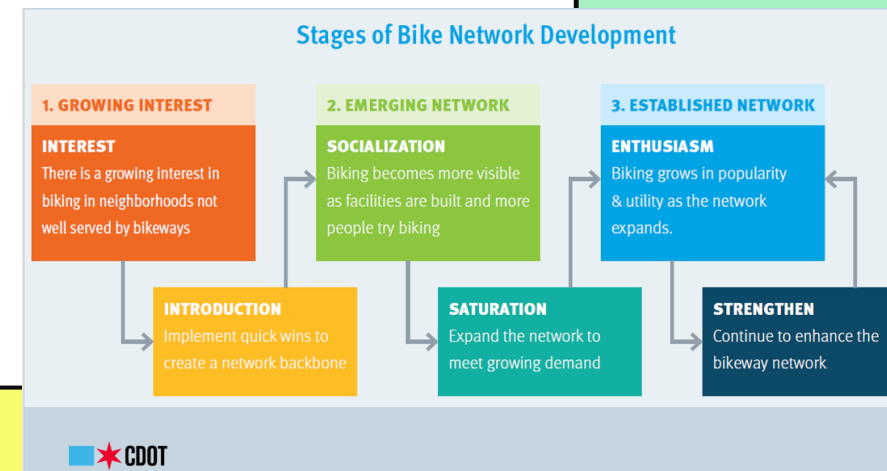 Stages of Bike Network Development
1. GROWING INTEREST
INTEREST
There is a growing interest in
biking in neighborhoods not
well served by bikeways
INTRODUCTION
Implement quick wins to
create a network backbone
2. EMERGING NETWORK
SOCIALIZATION
Biking becomes more visible
as facilities are built and more
people try biking
SATURATION
Expand the network to
meet growing demand
3. ESTABLISHED NETWORK
ENTHUSIASM
Biking grows in popularity
& utility as the network
expands.
STRENGTHEN
Continue to enhance the
bikeway network
CDOT